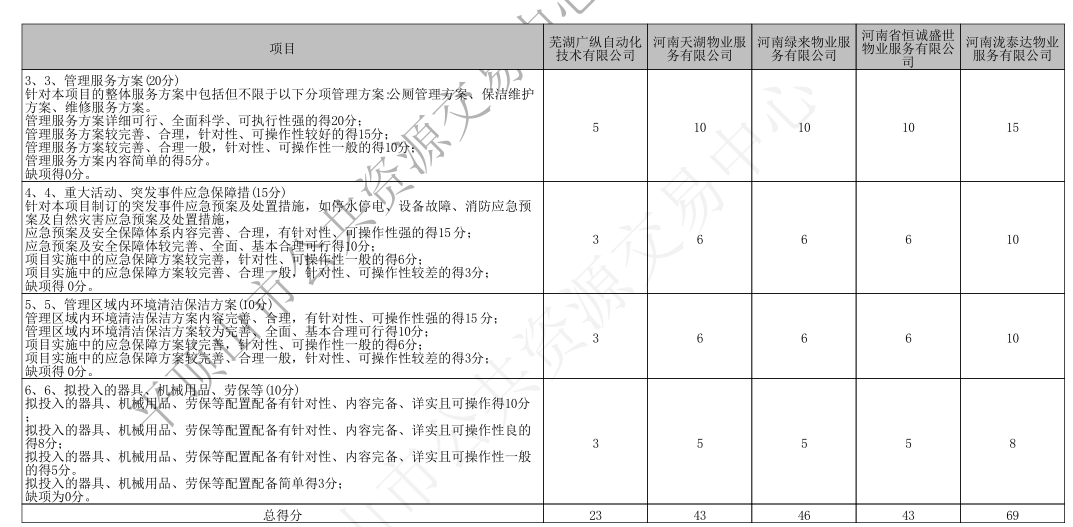 项目
芜湖广纵自动化
技术有限公司
河南天湖物业服
务有限公司
河南绿来物业服
务有限公司
河南省恒诚盛世
物业服务有限公
司
河南泷泰达物业
服务有限公司
3、3、管理服务方案(20分)
针对本项目的整体服务方案中包括但不限于以下分项管理方案:公厕管理方案、保洁维护
方案、维修服务方案。
管理服务方案详细可行、全面科学、可执行性强的得20分；
管理服务方案较完善、合理，针对性、可操作性较好的得15分；
管理服务方案较完善、合理一般，针对性、可操作性一般的得10分；
管理服务方案内容简单的得5分。
缺项得0分。
5
10
10
10
15
4、4、重大活动、突发事件应急保障措(15分)
针对本项目制订的突发事件应急预案及处置措施，如停水停电、设备故障、消防应急预
案及自然灾害应急预案及处置措施，
应急预案及安全保障体系内容完善、合理，有针对性、可操作性强的得15 分；
应急预案及安全保障体较完善、全面、基本合理可行得10分；
项目实施中的应急保障方案较完善，针对性、可操作性一般的得6分；
项目实施中的应急保障方案较完善、合理一般，针对性、可操作性较差的得3分；
缺项得 0分。
3
6
6
6
10
5、5、管理区域内环境清洁保洁方案(10分)
管理区域内环境清洁保洁方案内容完善、合理，有针对性、可操作性强的得15 分；
管理区域内环境清洁保洁方案较为完善、全面、基本合理可行得10分；
项目实施中的应急保障方案较完善，针对性、可操作性一般的得6分；
项目实施中的应急保障方案较完善、合理一般，针对性、可操作性较差的得3分；
缺项得 0分。
3
6
6
6
10
6、6、拟投入的器具、机械用品、劳保等(10分)
拟投入的器具、机械用品、劳保等配置配备有针对性、内容完备、详实且可操作得10分
；
拟投入的器具、机械用品、劳保等配置配备有针对性、内容完备、详实且可操作性良的
得8分；
拟投入的器具、机械用品、劳保等配置配备有针对性、内容完备、详实且可操作性一般
的得5分。
拟投入的器具、机械用品、劳保等配置配备简单得3分；
缺项为0分。
3
5
5
5
8
总得分
23
43
46
43
69
平顶山市公共资源交易中心
市公共资源交易中心